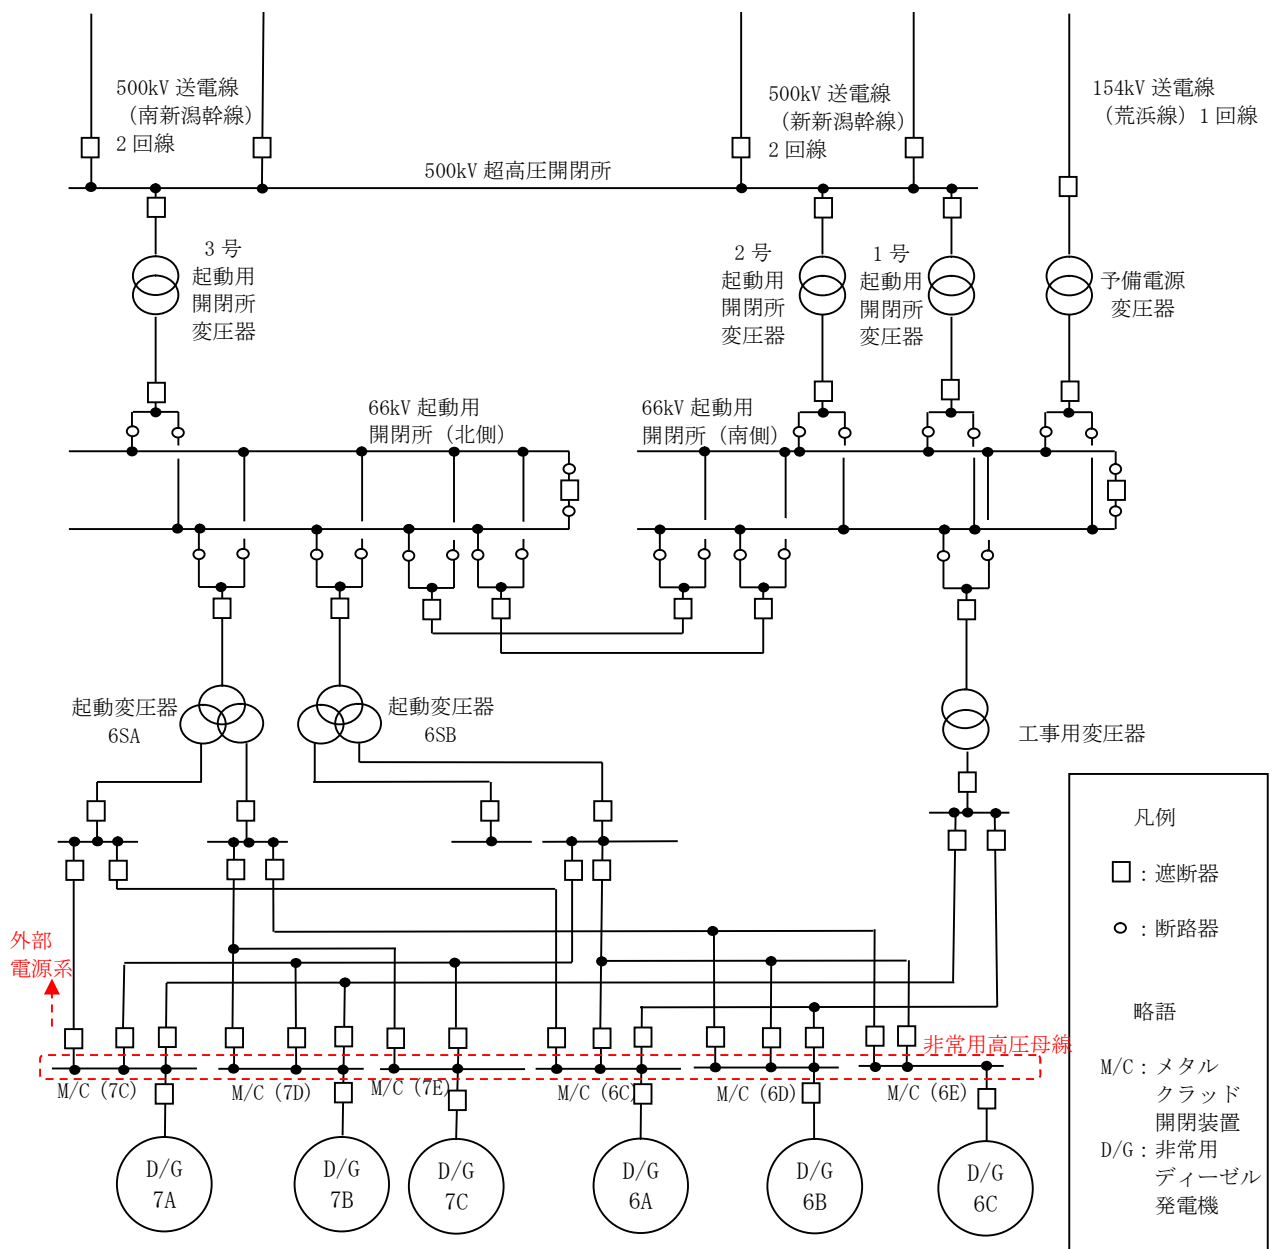 500kV 送電線
（南新潟幹線）
2 回線
500kV 送電線
（新新潟幹線）
2 回線
154kV 送電線
（荒浜線）1 回線
500kV 超高圧開閉所
3 号
起動用
開閉所
変圧器
2 号
起動用
開閉所
変圧器
1 号
起動用
開閉所
変圧器
予備電源
変圧器
66kV 起動用
開閉所（北側）
66kV 起動用
開閉所（南側）
起動変圧器
6SA
起動変圧器
6SB
工事用変圧器
外部
電源系
非常用高圧母線
M/C（7C）
M/C（7D）
M/C（7E）
M/C（6C）
M/C（6D）
M/C（6E）
D/G
7A
D/G
7B
D/G
7C
D/G
6A
D/G
6B
D/G
6C
凡例
：遮断器
：断路器
略語
M/C：メタル
クラッド
開閉装置
D/G：非常用
ディーゼル
発電機